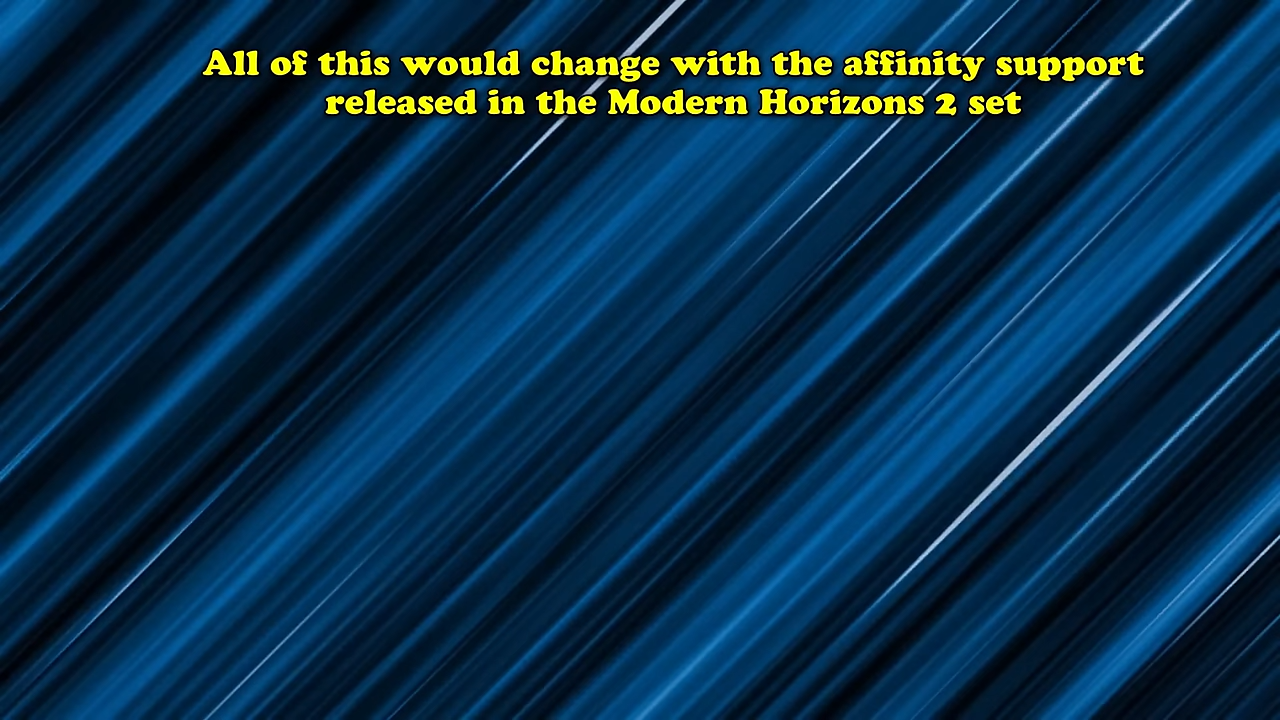 All of this would change with the affinity support
released in the Modern Horizons 2 set